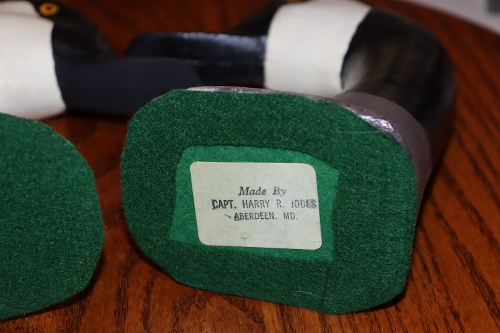 Made By
CAPT. HARRY R. JOBES
ABERDEEN, MD.